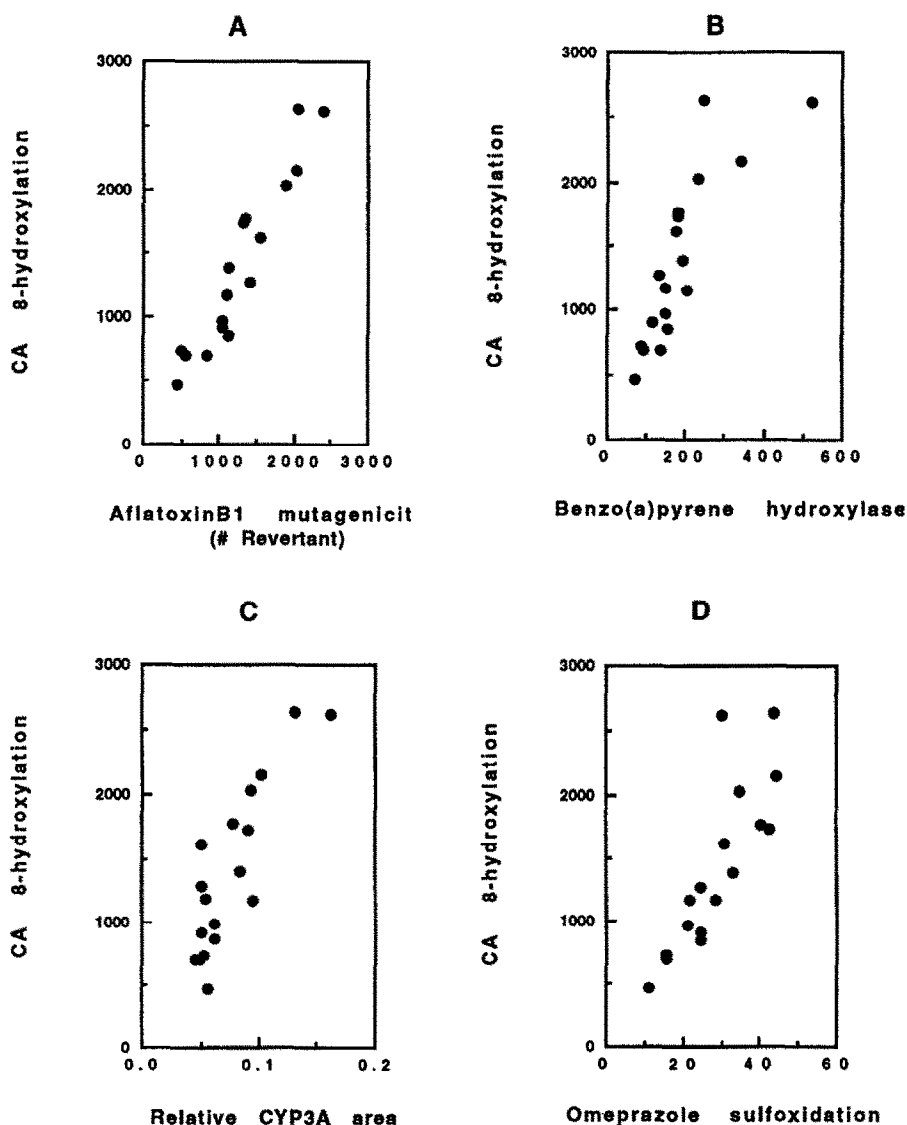 A
3000
2000
1000
0
CA 8-hydroxylation
0 1000 2000 3000
AflatoxinB1 mutagenicit
(# Revertant)
B
3000
2000
1000
0
CA 8-hydroxylation
0 200 400 600
Benzo(a)pyrene hydroxylase
C
3000
2000
1000
0
CA 8-hydroxylation
0.0 0.1 0.2
Relative CYP3A area
D
3000
2000
1000
0
CA 8-hydroxylation
0 20 40 60
Omeprazole sulfoxidation